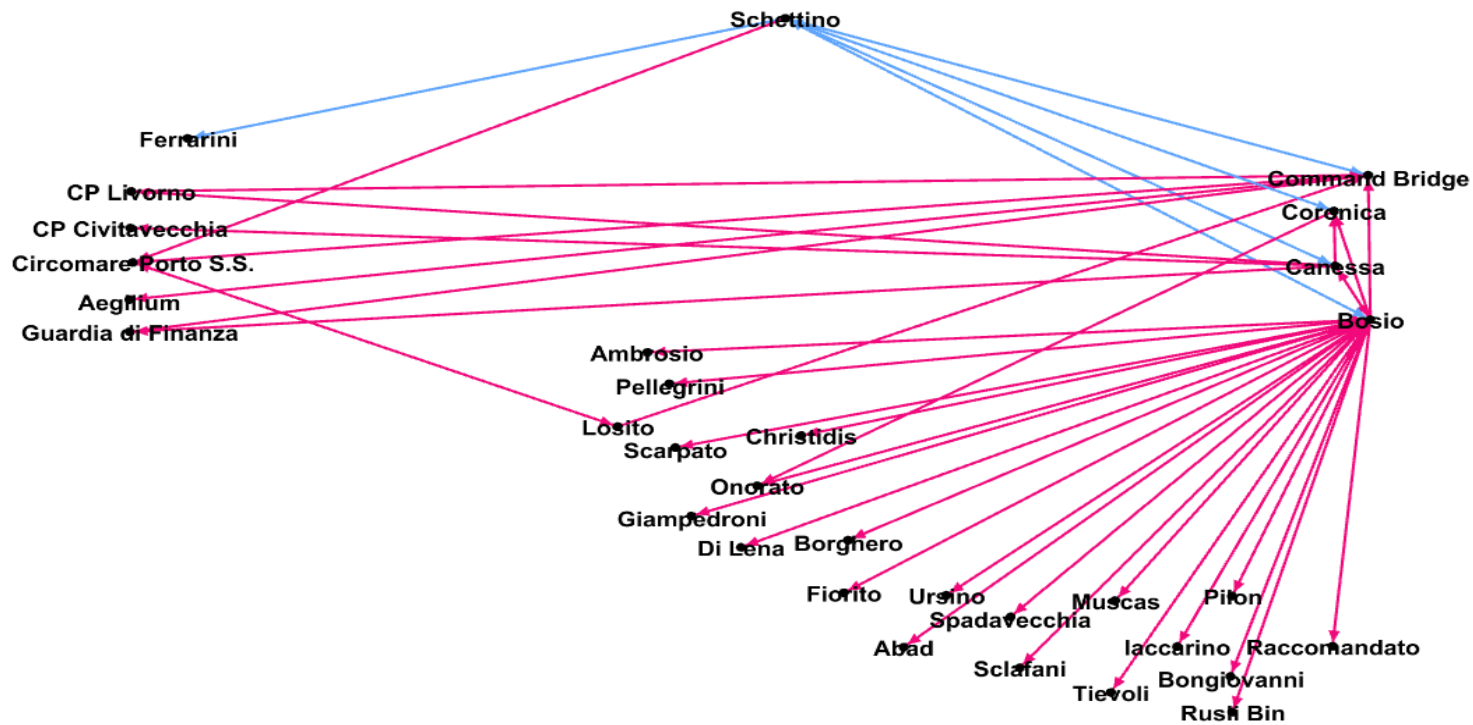 Schettino
Ferrarini
CP Livorno
Command Bridge
Coronica
CP Civitavecchia
Circomare Porto S.S.
Canessa
Aegilium
Guardia di Finanza
Bosio
Ambrosio
Pellegrini
Losito
Christidis
Scarpato
Onorato
Giampedroni
Di Lena
Borghero
Fiorito
Ursino
Muscas
Pilon
Spadavecchia
Abad
Iaccarino
Raccomandato
Sclafani
Bongiovanni
Tievoli
Rusli Bin